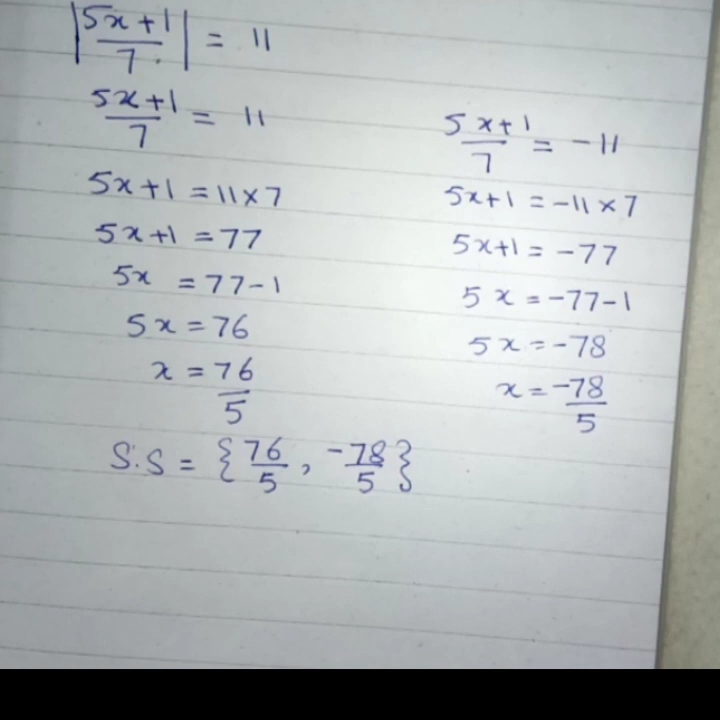 |5x+1/7| = 11
5x+1/7 = 11
5x+1 = 11×7
5x+1 = 77
5x = 77-1
5x = 76
x = 76/5
5x+1/7 = -11
5x+1 = -11×7
5x+1 = -77
5x = -77-1
5x = -78
x = -78/5
S.S = {76/5, -78/5}